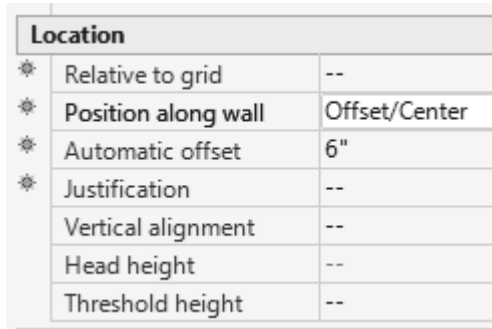 Location
Relative to grid --
Position along wall Offset/Center
Automatic offset 6"
Justification --
Vertical alignment --
Head height --
Threshold height --